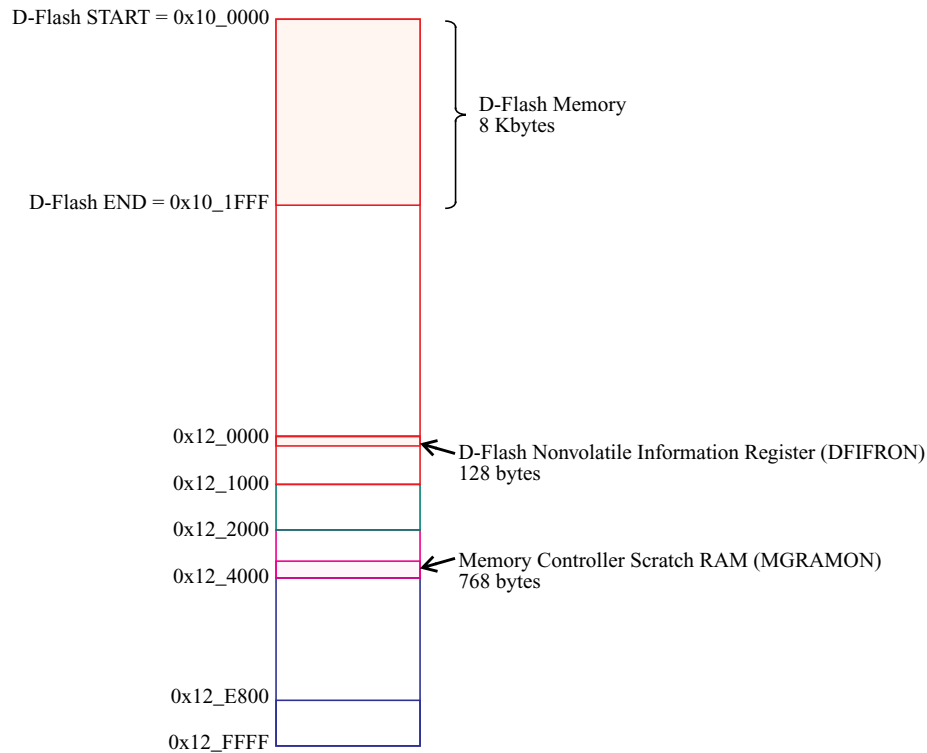 D-Flash START = 0x10_0000
D-Flash Memory
8 Kbytes
D-Flash END = 0x10_1FFF
0x12_0000
D-Flash Nonvolatile Information Register (DFIFRON)
128 bytes
0x12_1000
0x12_2000
Memory Controller Scratch RAM (MGRAMON)
768 bytes
0x12_4000
0x12_E800
0x12_FFFF